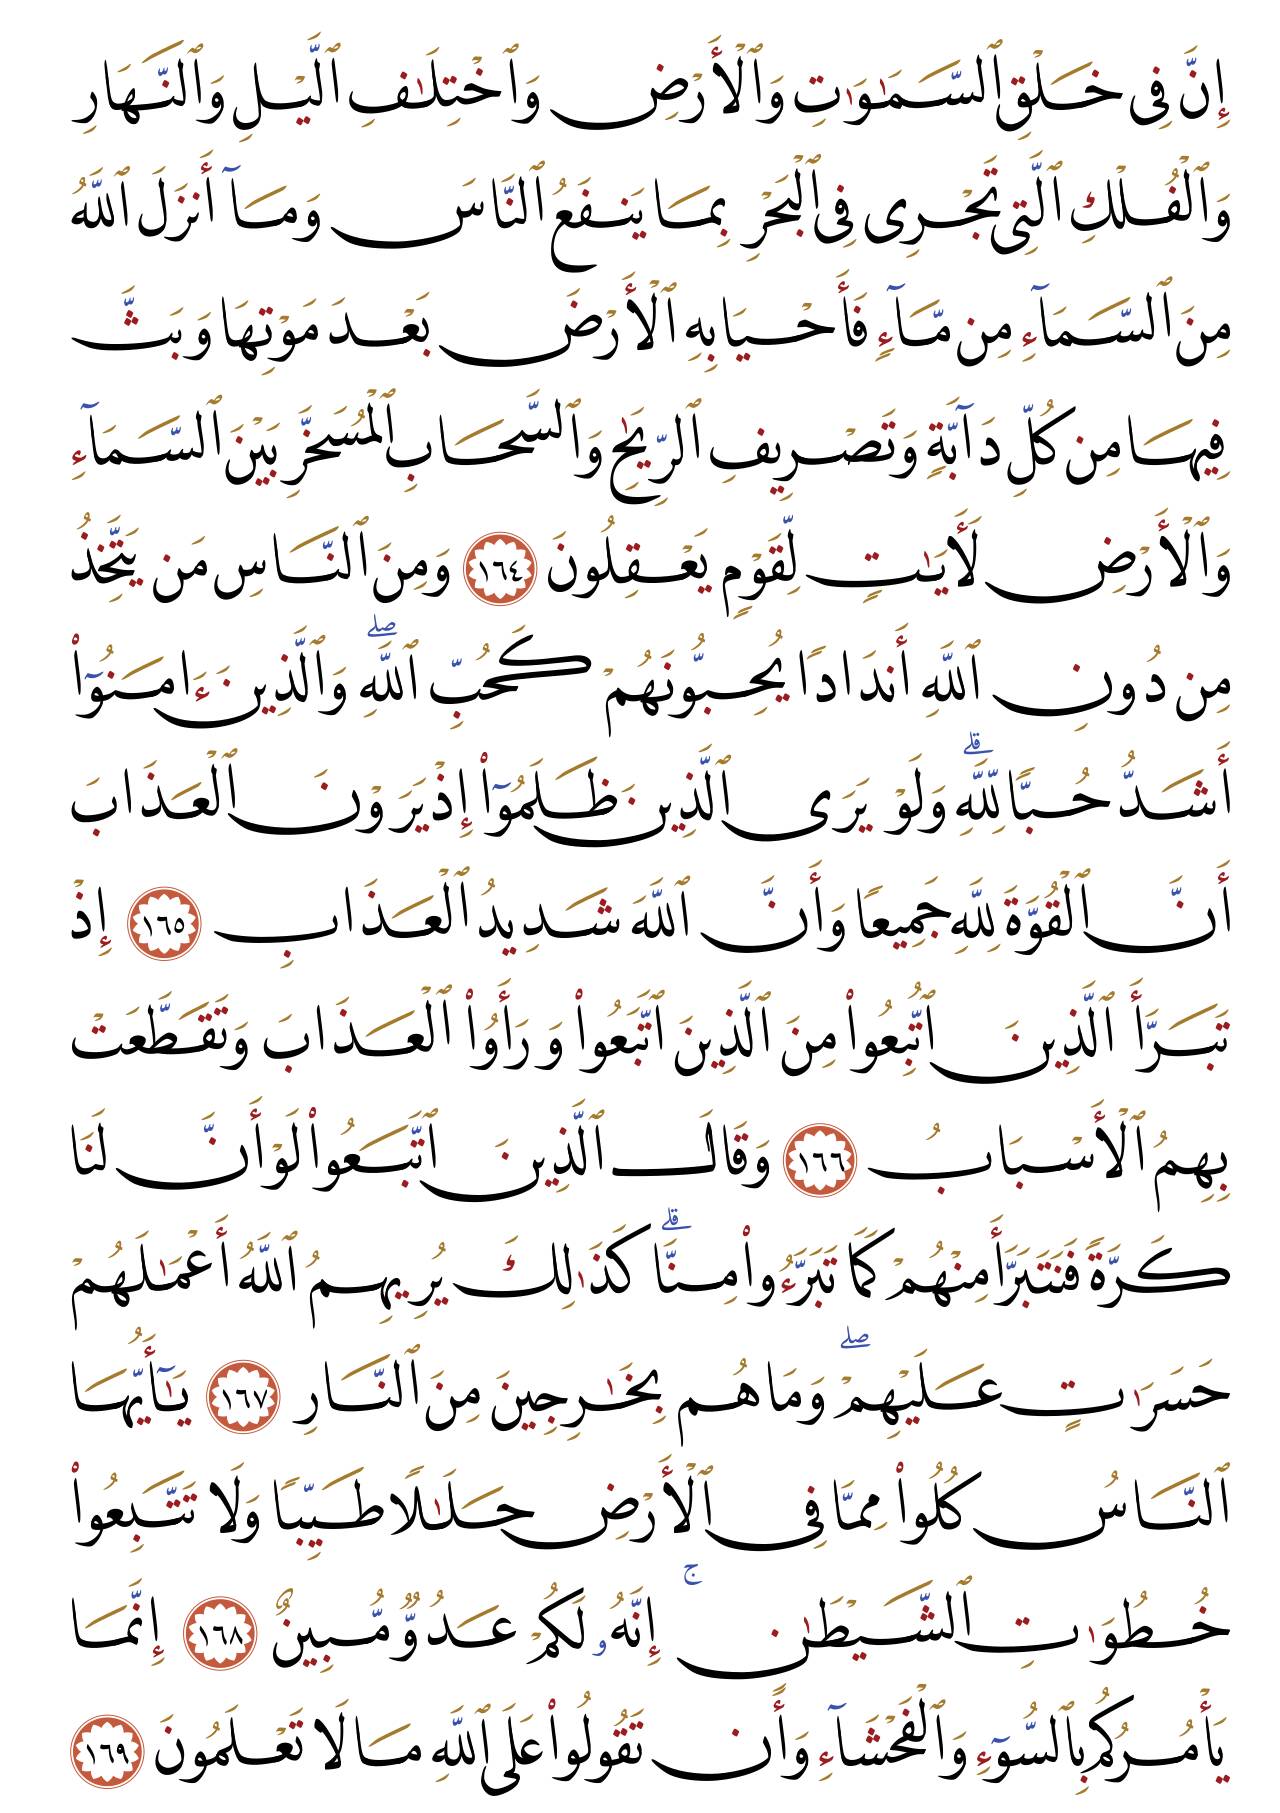 إِنَّ فِى خَلْقِ ٱلسَّمَـٰوَٰتِ وَٱلْأَرْضِ وَٱخْتِلَـٰفِ ٱلَّيْلِ وَٱلنَّهَارِ
وَٱلْفُلْكِ ٱلَّتِى تَجْرِى فِى ٱلْبَحْرِ بِمَا يَنفَعُ ٱلنَّاسَ وَمَآ أَنزَلَ ٱللَّهُ
مِنَ ٱلسَّمَآءِ مِن مَّآءٍ فَأَحْيَا بِهِ ٱلْأَرْضَ بَعْدَ مَوْتِهَا وَبَثَّ
فِيهَا مِن كُلِّ دَآبَّةٍ وَتَصْرِيفِ ٱلرِّيَـٰحِ وَٱلسَّحَابِ ٱلْمُسَخَّرِ بَيْنَ ٱلسَّمَآءِ
وَٱلْأَرْضِ لَـَٔايَـٰتٍ لِّقَوْمٍ يَعْقِلُونَ ١٦٤ وَمِنَ ٱلنَّاسِ مَن يَتَّخِذُ
مِن دُونِ ٱللَّهِ أَندَادًا يُحِبُّونَهُمْ كَحُبِّ ٱللَّهِ ۖ وَٱلَّذِينَ ءَامَنُوٓا۟
أَشَدُّ حُبًّا لِّلَّهِ ۗ وَلَوْ يَرَى ٱلَّذِينَ ظَلَمُوٓا۟ إِذْ يَرَوْنَ ٱلْعَذَابَ
أَنَّ ٱلْقُوَّةَ لِلَّهِ جَمِيعًا وَأَنَّ ٱللَّهَ شَدِيدُ ٱلْعَذَابِ ١٦٥ إِذْ
تَبَرَّأَ ٱلَّذِينَ ٱتُّبِعُوا۟ مِنَ ٱلَّذِينَ ٱتَّبَعُوا۟ وَرَأَوُا۟ ٱلْعَذَابَ وَتَقَطَّعَتْ
بِهِمُ ٱلْأَسْبَابُ ١٦٦ وَقَالَ ٱلَّذِينَ ٱتَّبَعُوا۟ لَوْ أَنَّ لَنَا
كَرَّةً فَنَتَبَرَّأَ مِنْهُمْ كَمَا تَبَرَّءُوا۟ مِنَّا ۗ كَذَٰلِكَ يُرِيهِمُ ٱللَّهُ أَعْمَـٰلَهُمْ
حَسَرَٰتٍ عَلَيْهِمْ ۖ وَمَا هُم بِخَـٰرِجِينَ مِنَ ٱلنَّارِ ١٦٧ يَـٰٓأَيُّهَا
ٱلنَّاسُ كُلُوا۟ مِمَّا فِى ٱلْأَرْضِ حَلَـٰلًا طَيِّبًا وَلَا تَتَّبِعُوا۟
خُطُوَٰتِ ٱلشَّيْطَـٰنِ ۚ إِنَّهُۥ لَكُمْ عَدُوٌّ مُّبِينٌ ١٦٨ إِنَّمَا
يَأْمُرُكُم بِٱلسُّوٓءِ وَٱلْفَحْشَآءِ وَأَن تَقُولُوا۟ عَلَى ٱللَّهِ مَا لَا تَعْلَمُونَ ١٦٩